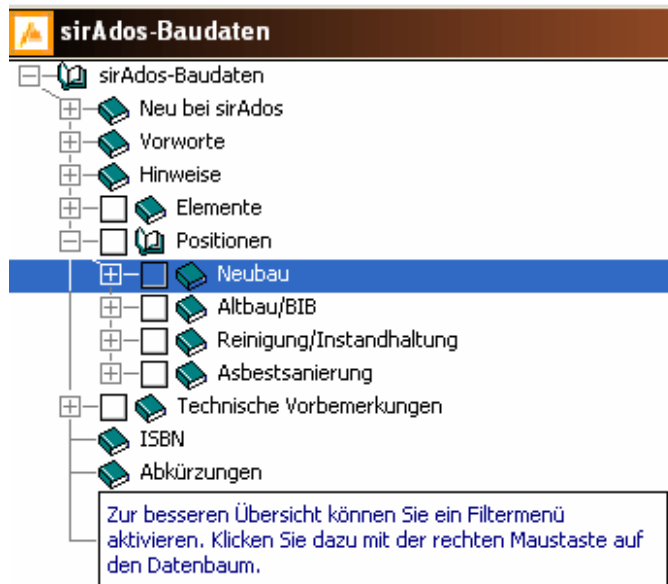 sirAdos-Baudaten
sirAdos-Baudaten
Neu bei sirAdos
Vorworte
Hinweise
Elemente
Positionen
Neubau
Altbau/BIB
Reinigung/Instandhaltung
Asbestsanierung
Technische Vorbemerkungen
ISBN
Abkürzungen
Zur besseren Übersicht können Sie ein Filtermenü
aktivieren. Klicken Sie dazu mit der rechten Maustaste auf
den Datenbaum.